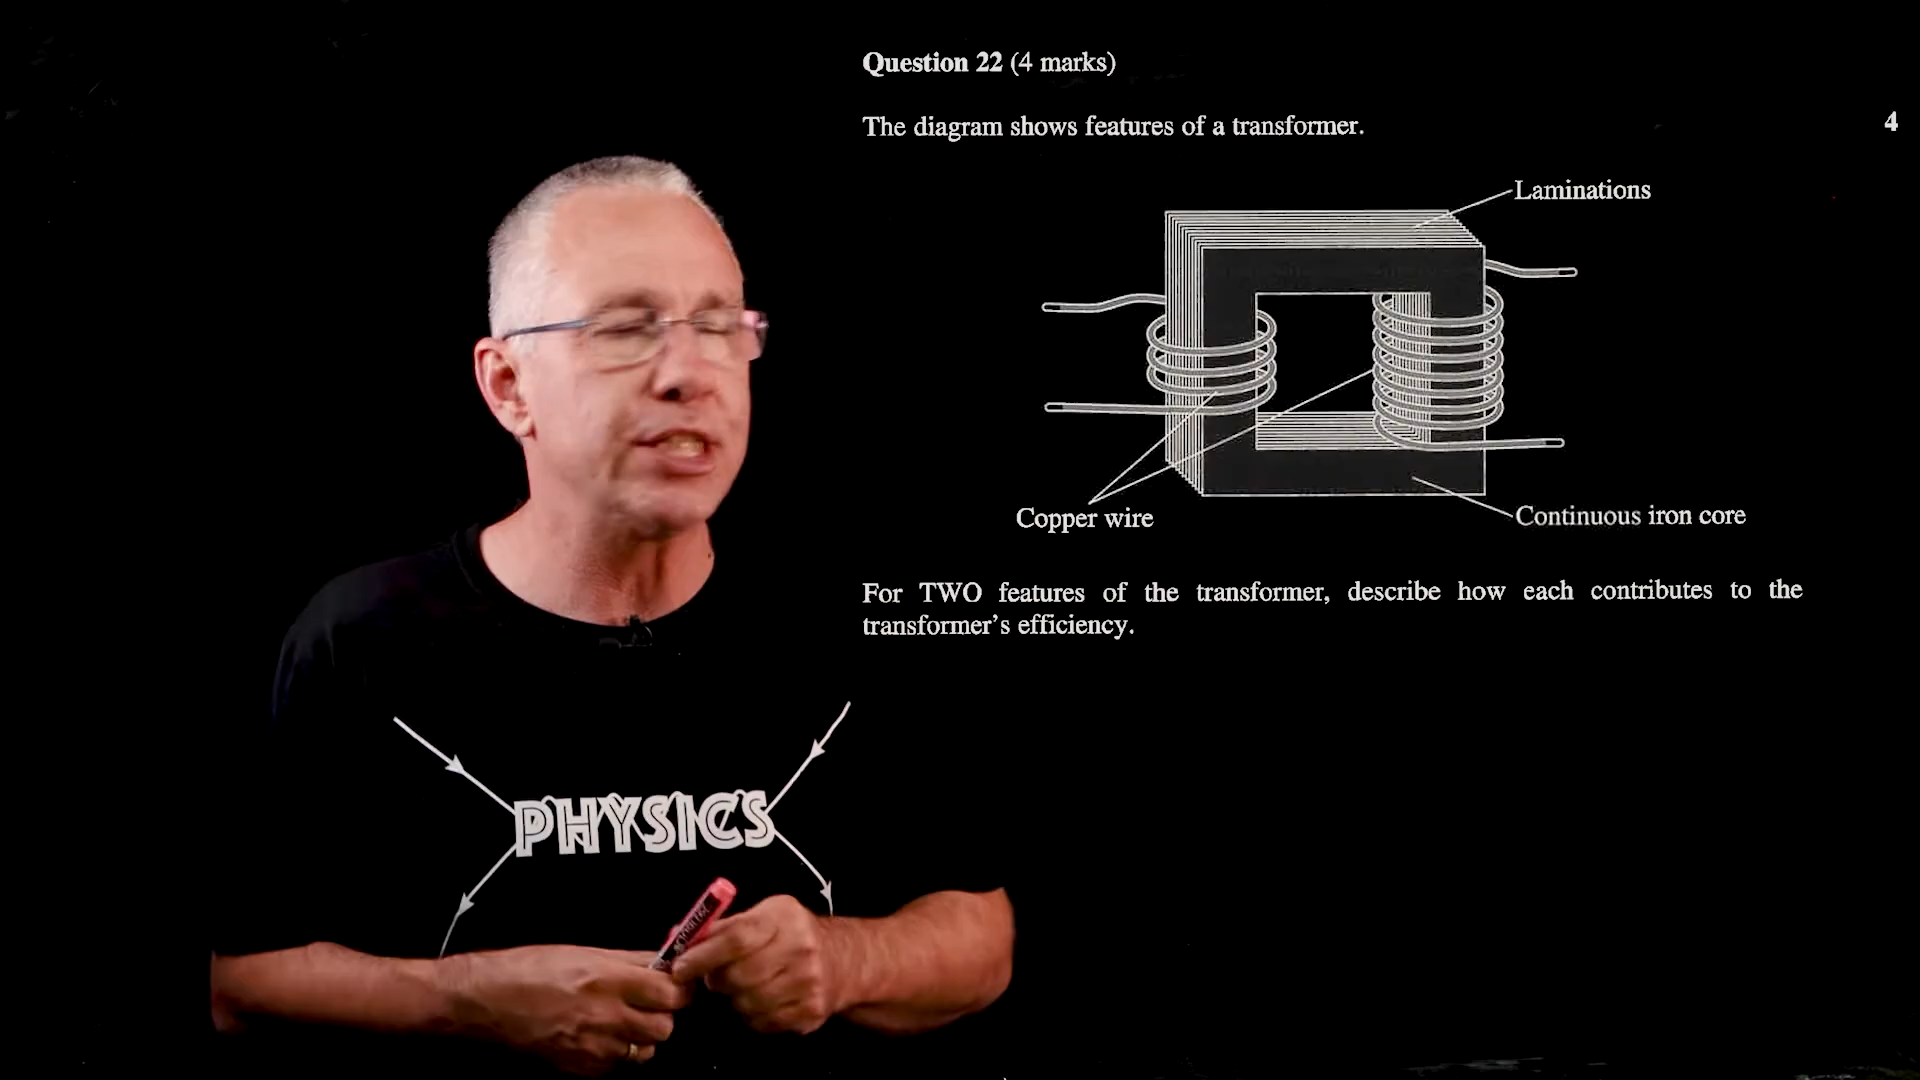 Question 22 (4 marks)
The diagram shows features of a transformer.
4
Laminations
Copper wire
Continuous iron core
For TWO features of the transformer, describe how each contributes to the
transformer's efficiency.
PHYSICS